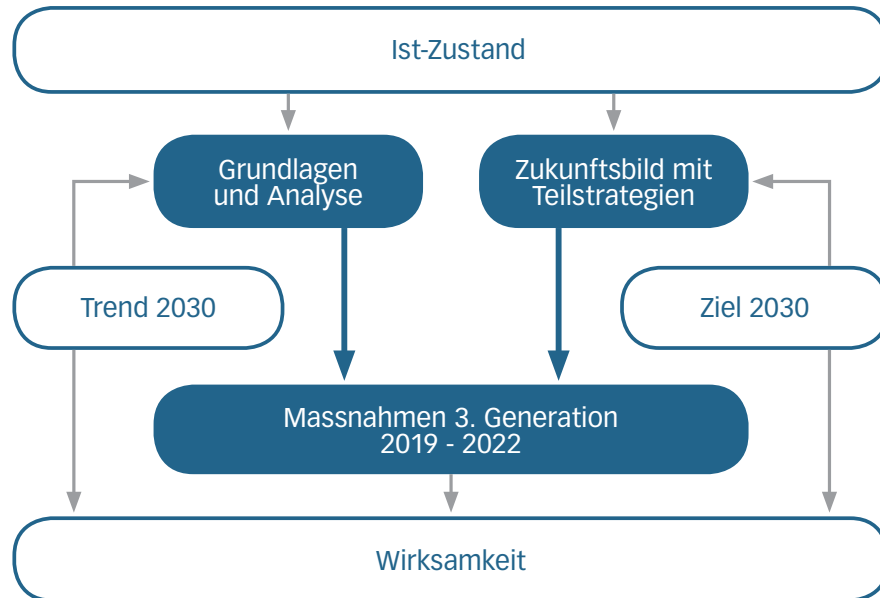 Ist-Zustand
Grundlagen
und Analyse
Zukunftsbild mit
Teilstrategien
Trend 2030
Ziel 2030
Massnahmen 3. Generation
2019 - 2022
Wirksamkeit